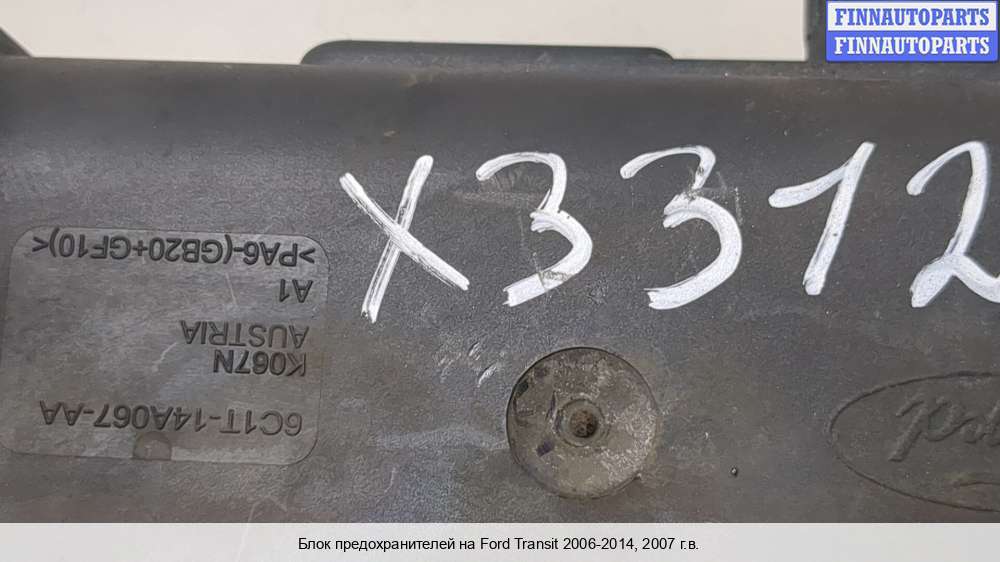 FINNAUTOPARTS
FINNAUTOPARTS
X3312
6C1T-14A067-AA
K067N
AUSTRIA
A1
>PA6-(GB20+GF10)<
Блок предохранителей на Ford Transit 2006-2014, 2007 г.в.